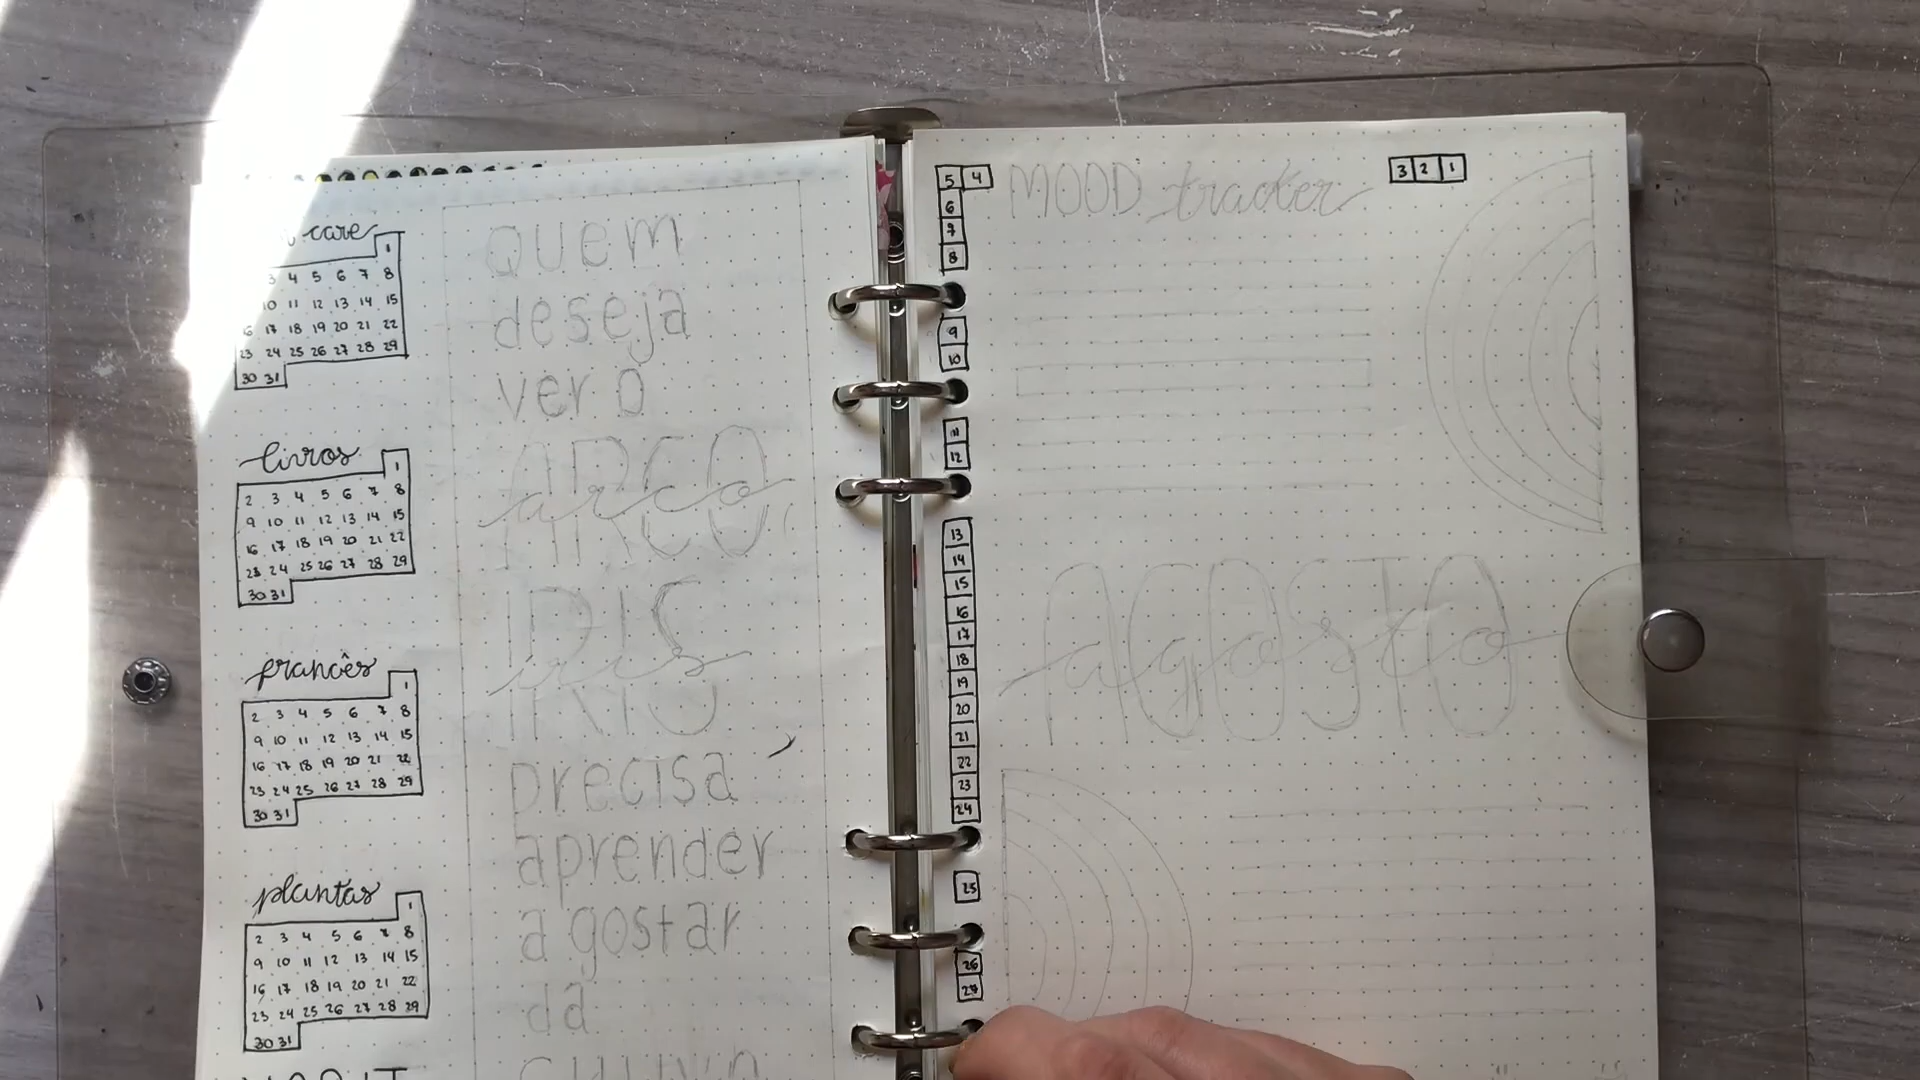 care
1
3 4 5 6 7 8
10 11 12 13 14 15
17 18 19 20 21 22
23 24 25 26 27 28 29
30 31
livros
1
2 3 4 5 6 7 8
9 10 11 12 13 14 15
16 17 18 19 20 21 22
23 24 25 26 27 28 29
30 31
francês
1
2 3 4 5 6 7 8
9 10 11 12 13 14 15
16 17 18 19 20 21 22
23 24 25 26 27 28 29
30 31
plantas
1
2 3 4 5 6 7 8
9 10 11 12 13 14 15
16 17 18 19 20 21 22
23 24 25 26 27 28 29
30 31
QUEM
deseja
ver o
ARCO
arco
IRIS
iris
precisa
aprender
a gostar
da
CHUVA
5 4 MOOD tracker 3 2 1
6
7
8
9
10
11
12
13
14
15
16
17
18
19
20
21
22
23
24
25
26
27
AGOSTO
agosto